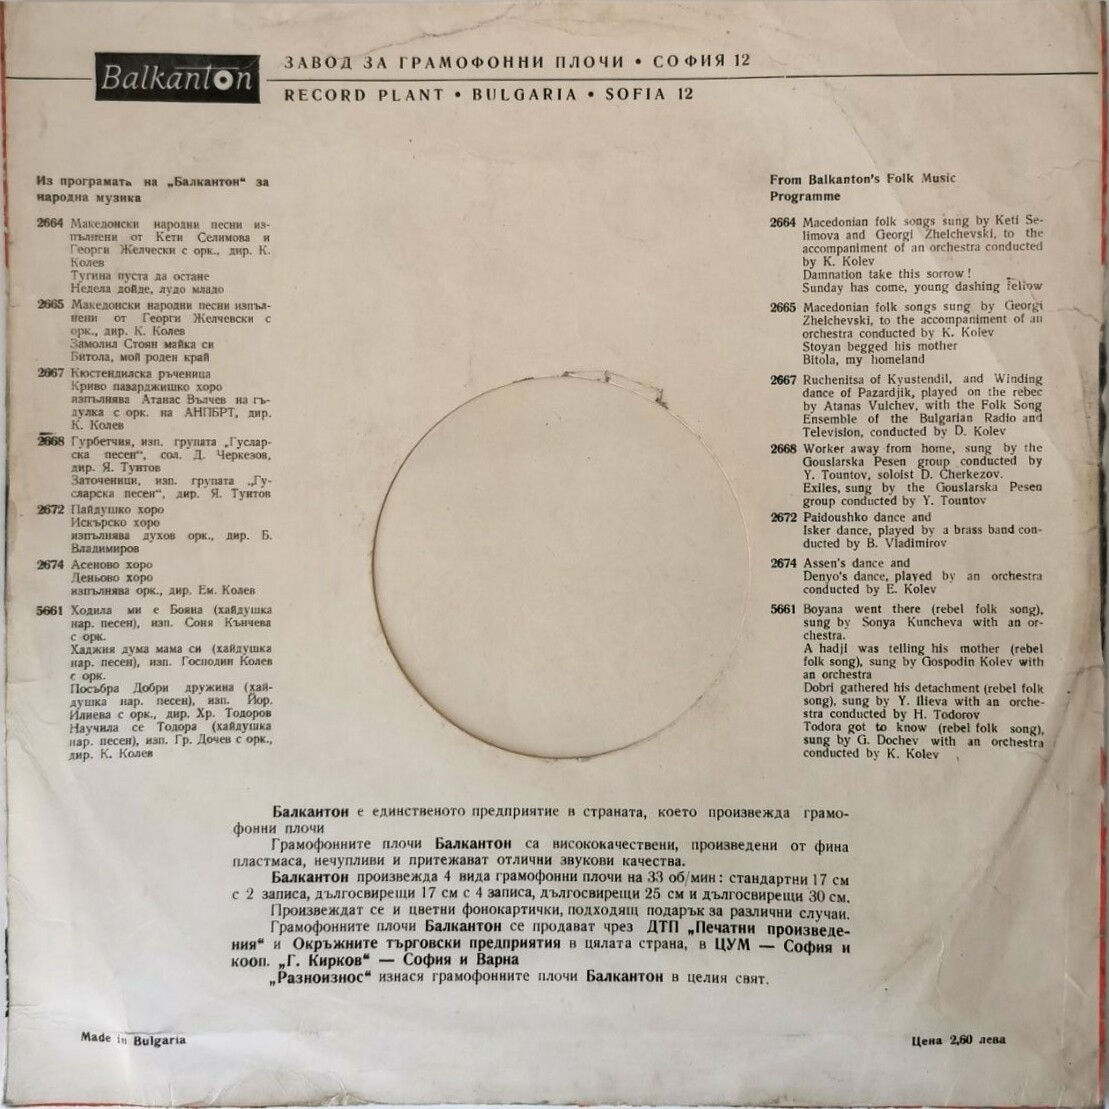 Balkanton
ЗАВОД ЗА ГРАМОФОННИ ПЛОЧИ • СОФИЯ 12
RECORD PLANT • BULGARIA • SOFIA 12
Из програмата на „Балкантон“ за
народна музика
2664 Македонски народни песни из-
пълнени от Кети Селимова и
Георги Желчески с орк., дир. К.
Колев
Тугина пуста да остане
Недела дойде, лудо младо
2665 Македонски народни песни изпъл-
нени от Георги Желчевски с
орк., дир. К. Колев
Замолил Стоян майка си
Битола, мой роден край
2667 Кюстендилска ръченица
Криво пазарджишко хоро
изпълнява Атанас Вълчев на гъ-
дулка с орк. на АНПБРТ, дир.
К. Колев
2668 Гурбетчия, изп. групата „Гуслар-
ска песен“, сол. Д. Черкезов,
дир. Я. Тунтов
Заточеници, изп. групата „Гу-
сларска песен“, дир. Я. Тунтов
2672 Пайдушко хоро
Искърско хоро
изпълнява духов орк., дир. Б.
Владимиров
2674 Асеново хоро
Деньово хоро
изпълнява орк., дир. Ем. Колев
5661 Ходила ми е Бояна (хайдушка
нар. песен), изп. Соня Кънчева
с орк.
Хаджия дума мама си (хайдушка
нар. песен), изп. Господин Колев
с орк.
Посъбра Добри дружина (хай-
душка нар. песен), изп. Йор.
Илиева с орк., дир. Хр. Тодоров
Научила се Тодора (хайдушка
нар. песен), изп. Гр. Дочев с орк.,
дир. К. Колев
From Balkanton's Folk Music
Programme
2664 Macedonian folk songs sung by Keti Se-
limova and Georgi Zhelchevski, to the
accompaniment of an orchestra conducted
by K. Kolev
Damnation take this sorrow!
Sunday has come, young dashing fellow
2665 Macedonian folk songs sung by Georgi
Zhelchevski, to the accompaniment of an
orchestra conducted by K. Kolev
Stoyan begged his mother
Bitola, my homeland
2667 Ruchenitsa of Kyustendil, and Winding
dance of Pazardjik, played on the rebec
by Atanas Vulchev, with the Folk Song
Ensemble of the Bulgarian Radio and
Television, conducted by D. Kolev
2668 Worker away from home, sung by the
Gouslarska Pesen group conducted by
Y. Tountov, soloist D. Cherkezov.
Exiles, sung by the Gouslarska Pesen
group conducted by Y. Tountov
2672 Paidoushko dance and
Isker dance, played by a brass band con-
ducted by B. Vladimirov
2674 Assen's dance and
Denyo's dance, played by an orchestra
conducted by E. Kolev
5661 Boyana went there (rebel folk song),
sung by Sonya Kuncheva with an or-
chestra.
A hadji was telling his mother (rebel
folk song), sung by Gospodin Kolev with
an orchestra
Dobri gathered his detachment (rebel folk
song), sung by Y. Ilieva with an orche-
stra conducted by H. Todorov
Todora got to know (rebel folk song),
sung by G. Dochev with an orchestra
conducted by K. Kolev
Балкантон е единственото предприятие в страната, което произвежда грамо-
фонни плочи
Грамофонните плочи Балкантон са висококачествени, произведени от фина
пластмаса, нечупливи и притежават отлични звукови качества.
Балкантон произвежда 4 вида грамофонни плочи на 33 об/мин: стандартни 17 см
с 2 записа, дългосвирещи 17 см с 4 записа, дългосвирещи 25 см и дългосвирещи 30 см.
Произвеждат се и цветни фонокартички, подходящ подарък за различни случаи.
Грамофонните плочи Балкантон се продават чрез ДТП „Печатни произведе-
ния“ и Окръжните търговски предприятия в цялата страна, в ЦУМ — София и
кооп. „Г. Кирков“ — София и Варна
„Разноизнос“ изнася грамофонните плочи Балкантон в целия свят.
Made in Bulgaria
Цена 2,60 лева